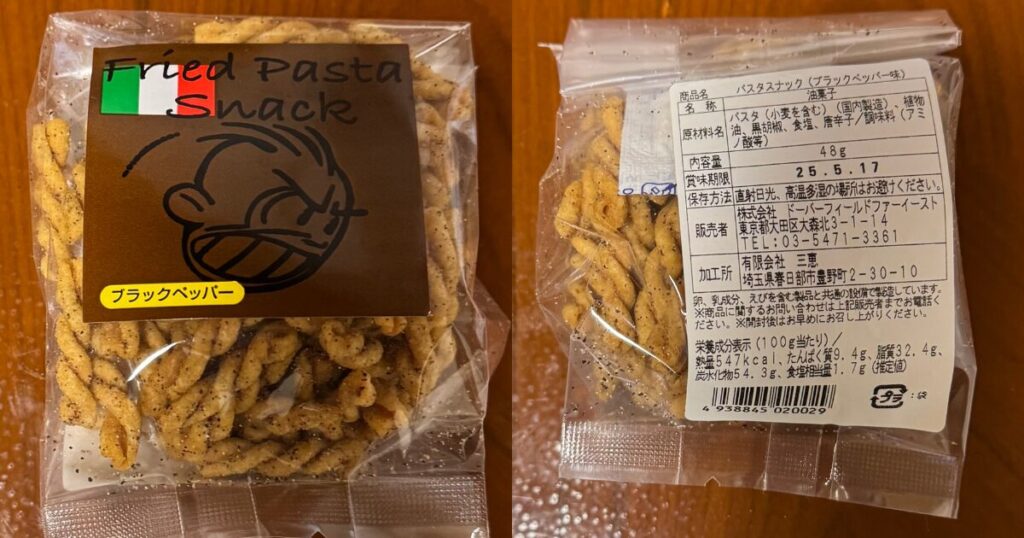 Fried Pasta
Snack
ブラックペッパー
商品名 パスタスナック(ブラックペッパー味)
名 称 油菓子
原材料名 パスタ(小麦を含む)(国内製造)、植物
油、黒胡椒、食塩、唐辛子/調味料(アミ
ノ酸等)
内容量 48g
賞味期限 25.5.17
保存方法 直射日光、高温多湿の場所はお避けください。
販売者 株式会社 ドーバーフィールドファーイースト
東京都大田区大森北3-1-14
TEL:03-5471-3361
加工所 有限会社 三恵
埼玉県春日部市豊野町2-30-10
卵、乳成分、えびを含む製品と共通の設備で製造しています。
※商品に関するお問い合わせは上記販売者までお電話く
ださい。※開封後はお早めにお召し上がりください。
栄養成分表示(100g当たり)/
熱量547kcal、たんぱく質9.4g、脂質32.4g、
炭水化物54.3g、食塩相当量1.7g(推定値)
4938845020029
プラ :袋